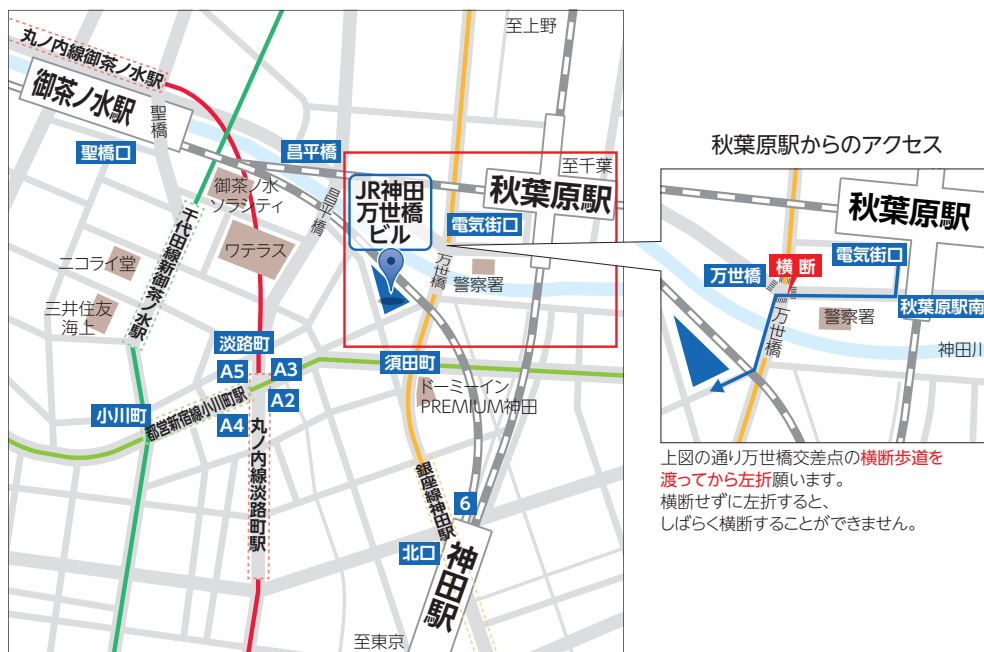 至上野
丸ノ内線御茶ノ水駅
御茶ノ水駅
聖橋
聖橋口
昌平橋
至千葉
御茶ノ水
ソラシティ
昌平橋
JR神田
万世橋
ビル
秋葉原駅
電気街口
千代田線新御茶ノ水駅
ニコライ堂
ワテラス
万世橋
警察署
三井住友
海上
淡路町
須田町
A5
A3
A2
A4
小川町
都営新宿線小川町駅
ドーミーイン
PREMIUM神田
丸ノ内線淡路町駅
銀座線神田駅
6
北口
神田駅
至東京
秋葉原駅からのアクセス
秋葉原駅
電気街口
横断
万世橋
秋葉原駅南
万世橋
警察署
神田川
上図の通り万世橋交差点の横断歩道を
渡ってから左折願います。
横断せずに左折すると、
しばらく横断することができません。